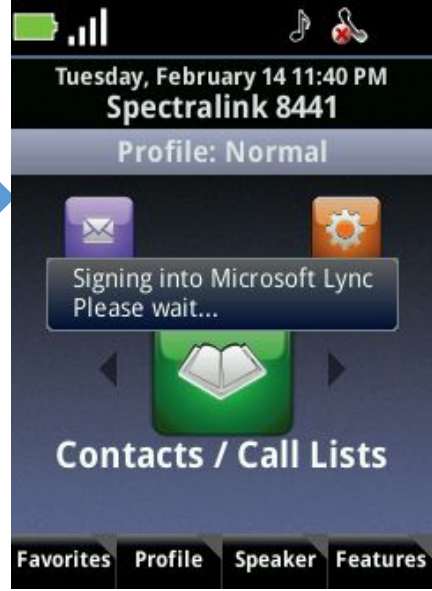 Tuesday, February 14 11:40 PM
Spectralink 8441
Profile: Normal
Signing into Microsoft Lync
Please wait...
Contacts / Call Lists
Favorites Profile Speaker Features